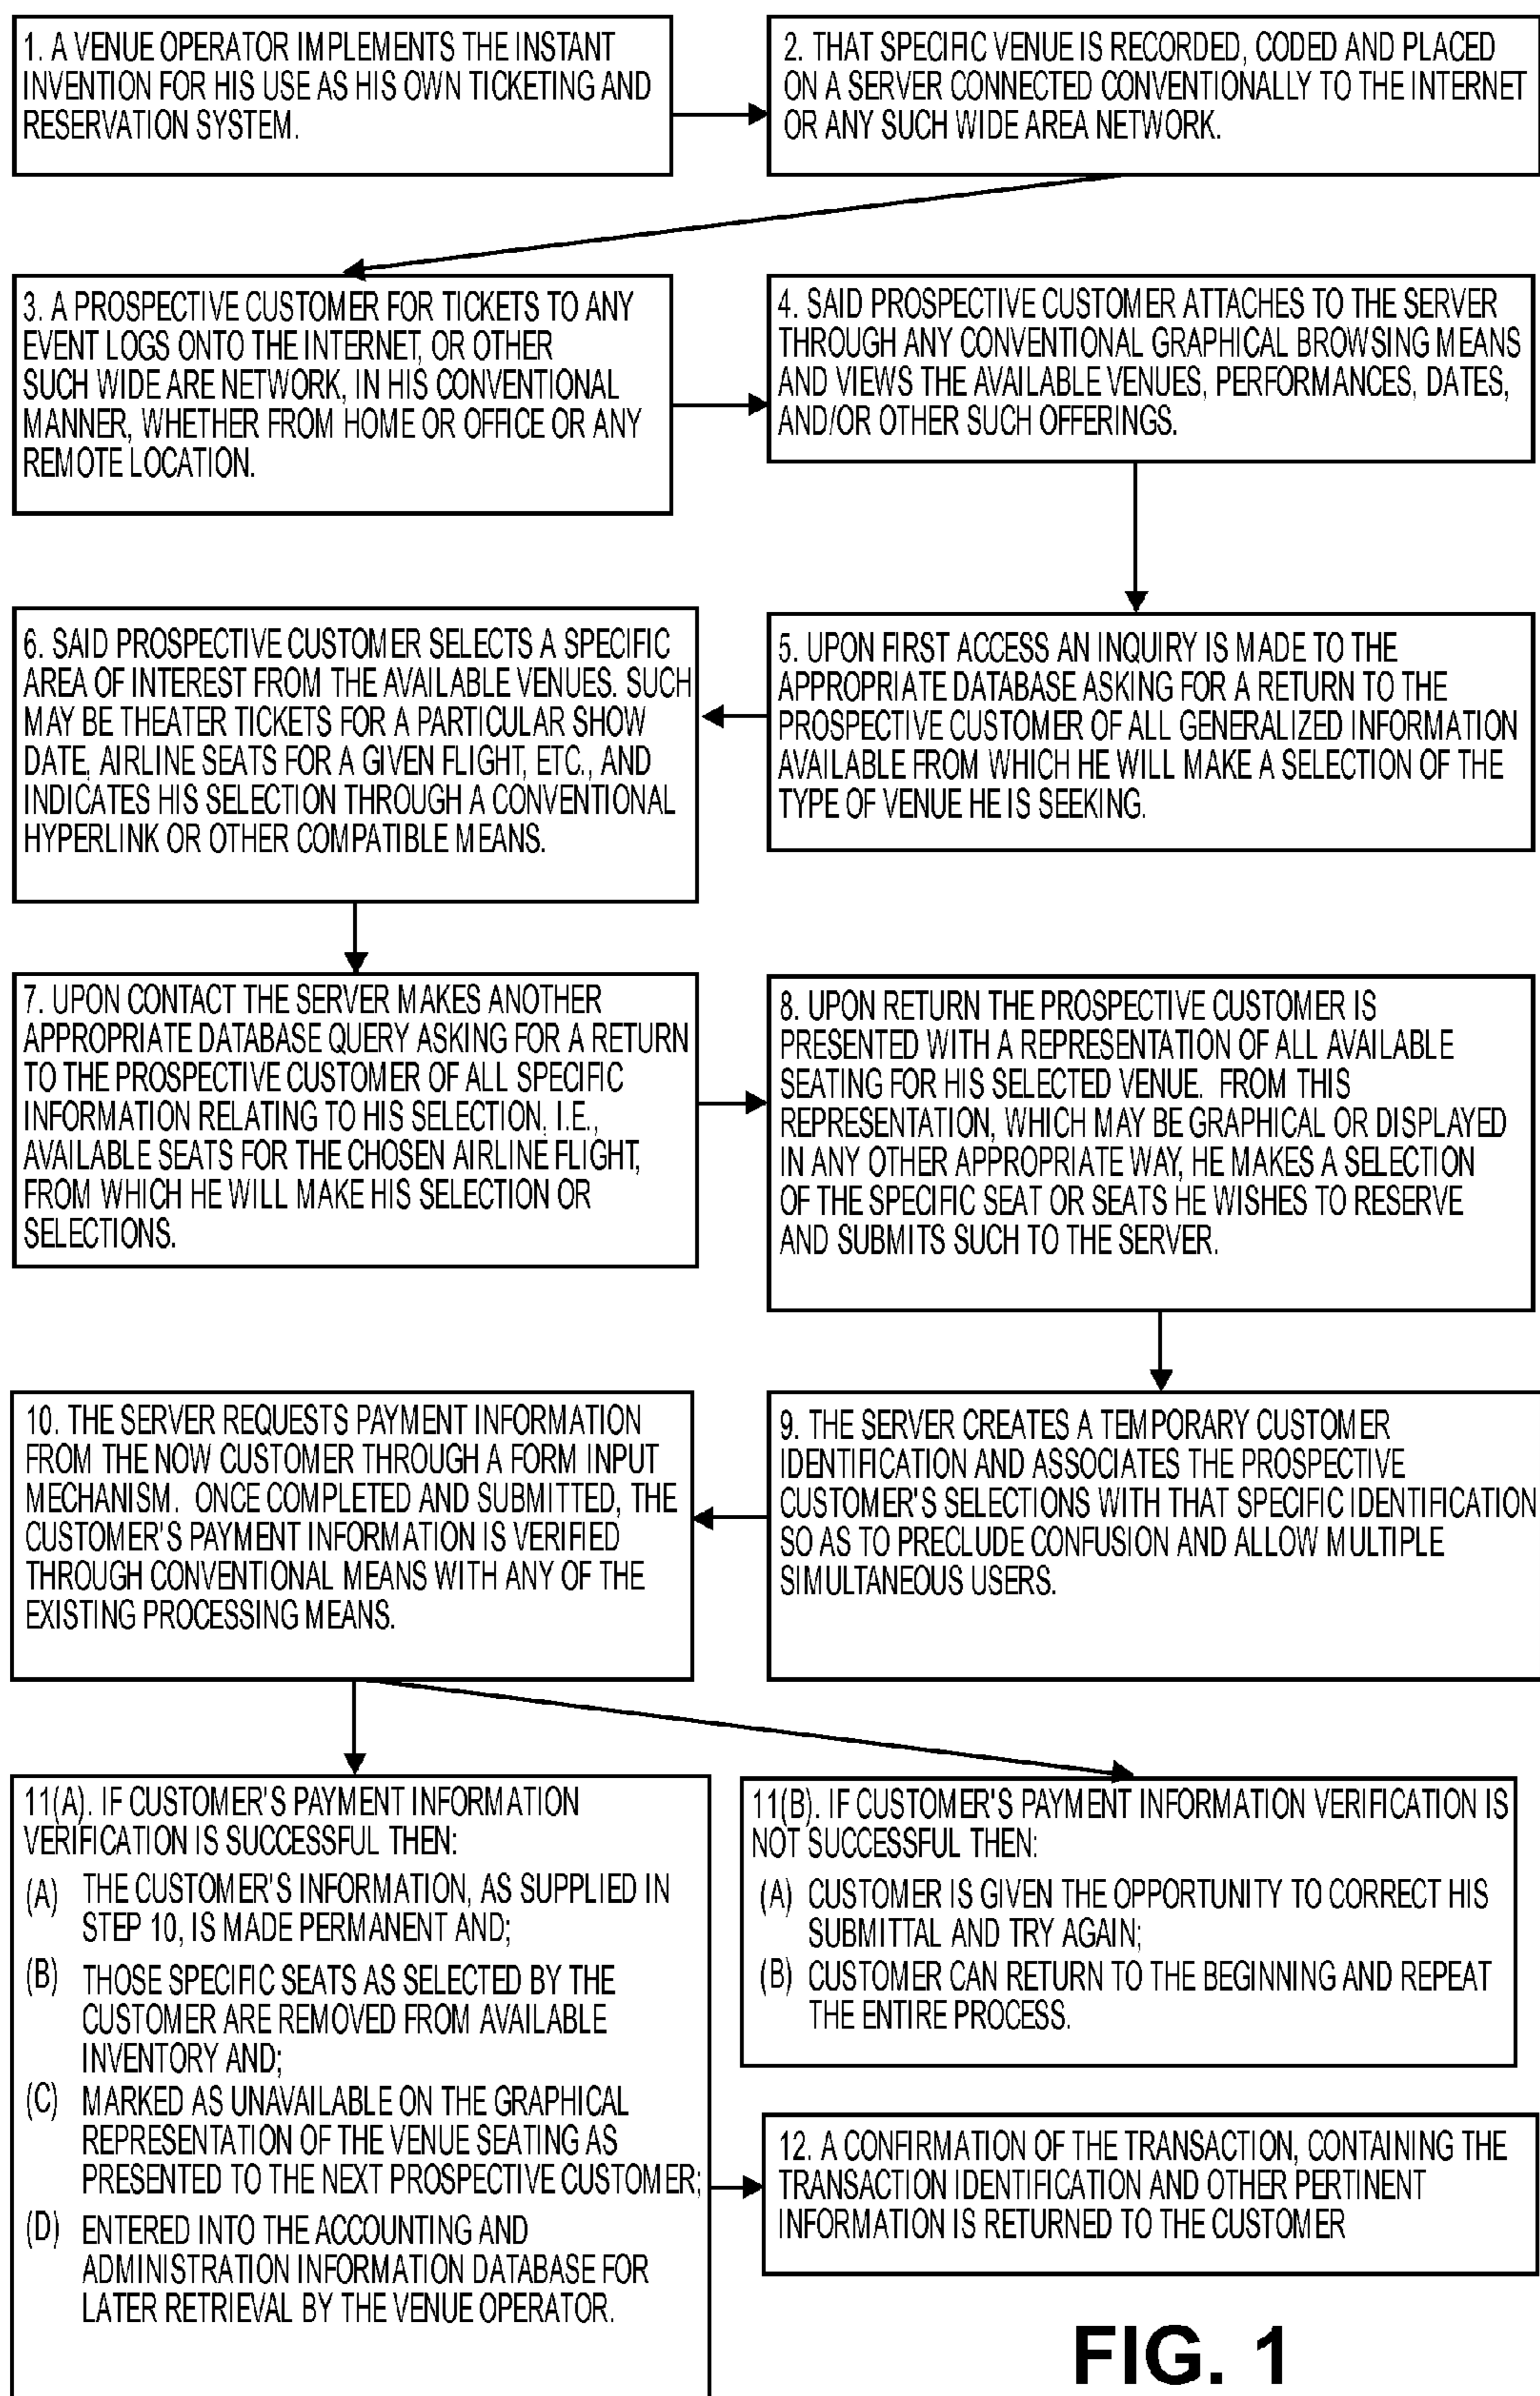 1. A VENUE OPERATOR IMPLEMENTS THE INSTANT
INVENTION FOR HIS USE AS HIS OWN TICKETING AND
RESERVATION SYSTEM.
2. THAT SPECIFIC VENUE IS RECORDED, CODED AND PLACED
ON A SERVER CONNECTED CONVENTIONALLY TO THE INTERNET
OR ANY SUCH WIDE AREA NETWORK.
3. A PROSPECTIVE CUSTOMER FOR TICKETS TO ANY
EVENT LOGS ONTO THE INTERNET, OR OTHER
SUCH WIDE ARE NETWORK, IN HIS CONVENTIONAL
MANNER, WHETHER FROM HOME OR OFFICE OR ANY
REMOTE LOCATION.
4. SAID PROSPECTIVE CUSTOMER ATTACHES TO THE SERVER
THROUGH ANY CONVENTIONAL GRAPHICAL BROWSING MEANS
AND VIEWS THE AVAILABLE VENUES, PERFORMANCES, DATES,
AND/OR OTHER SUCH OFFERINGS.
5. UPON FIRST ACCESS AN INQUIRY IS MADE TO THE
APPROPRIATE DATABASE ASKING FOR A RETURN TO THE
PROSPECTIVE CUSTOMER OF ALL GENERALIZED INFORMATION
AVAILABLE FROM WHICH HE WILL MAKE A SELECTION OF THE
TYPE OF VENUE HE IS SEEKING.
6. SAID PROSPECTIVE CUSTOMER SELECTS A SPECIFIC
AREA OF INTEREST FROM THE AVAILABLE VENUES. SUCH
MAY BE THEATER TICKETS FOR A PARTICULAR SHOW
DATE, AIRLINE SEATS FOR A GIVEN FLIGHT, ETC., AND
INDICATES HIS SELECTION THROUGH A CONVENTIONAL
HYPERLINK OR OTHER COMPATIBLE MEANS.
7. UPON CONTACT THE SERVER MAKES ANOTHER
APPROPRIATE DATABASE QUERY ASKING FOR A RETURN
TO THE PROSPECTIVE CUSTOMER OF ALL SPECIFIC
INFORMATION RELATING TO HIS SELECTION, I.E.,
AVAILABLE SEATS FOR THE CHOSEN AIRLINE FLIGHT,
FROM WHICH HE WILL MAKE HIS SELECTION OR
SELECTIONS.
8. UPON RETURN THE PROSPECTIVE CUSTOMER IS
PRESENTED WITH A REPRESENTATION OF ALL AVAILABLE
SEATING FOR HIS SELECTED VENUE. FROM THIS
REPRESENTATION, WHICH MAY BE GRAPHICAL OR DISPLAYED
IN ANY OTHER APPROPRIATE WAY, HE MAKES A SELECTION
OF THE SPECIFIC SEAT OR SEATS HE WISHES TO RESERVE
AND SUBMITS SUCH TO THE SERVER.
9. THE SERVER CREATES A TEMPORARY CUSTOMER
IDENTIFICATION AND ASSOCIATES THE PROSPECTIVE
CUSTOMER'S SELECTIONS WITH THAT SPECIFIC IDENTIFICATION
SO AS TO PRECLUDE CONFUSION AND ALLOW MULTIPLE
SIMULTANEOUS USERS.
10. THE SERVER REQUESTS PAYMENT INFORMATION
FROM THE NOW CUSTOMER THROUGH A FORM INPUT
MECHANISM. ONCE COMPLETED AND SUBMITTED, THE
CUSTOMER'S PAYMENT INFORMATION IS VERIFIED
THROUGH CONVENTIONAL MEANS WITH ANY OF THE
EXISTING PROCESSING MEANS.
11(A). IF CUSTOMER'S PAYMENT INFORMATION
VERIFICATION IS SUCCESSFUL THEN:
(A) THE CUSTOMER'S INFORMATION, AS SUPPLIED IN
STEP 10, IS MADE PERMANENT AND;
(B) THOSE SPECIFIC SEATS AS SELECTED BY THE
CUSTOMER ARE REMOVED FROM AVAILABLE
INVENTORY AND;
(C) MARKED AS UNAVAILABLE ON THE GRAPHICAL
REPRESENTATION OF THE VENUE SEATING AS
PRESENTED TO THE NEXT PROSPECTIVE CUSTOMER;
(D) ENTERED INTO THE ACCOUNTING AND
ADMINISTRATION INFORMATION DATABASE FOR
LATER RETRIEVAL BY THE VENUE OPERATOR.
11(B). IF CUSTOMER'S PAYMENT INFORMATION VERIFICATION IS
NOT SUCCESSFUL THEN:
(A) CUSTOMER IS GIVEN THE OPPORTUNITY TO CORRECT HIS
SUBMITTAL AND TRY AGAIN;
(B) CUSTOMER CAN RETURN TO THE BEGINNING AND REPEAT
THE ENTIRE PROCESS.
12. A CONFIRMATION OF THE TRANSACTION, CONTAINING THE
TRANSACTION IDENTIFICATION AND OTHER PERTINENT
INFORMATION IS RETURNED TO THE CUSTOMER
FIG. 1